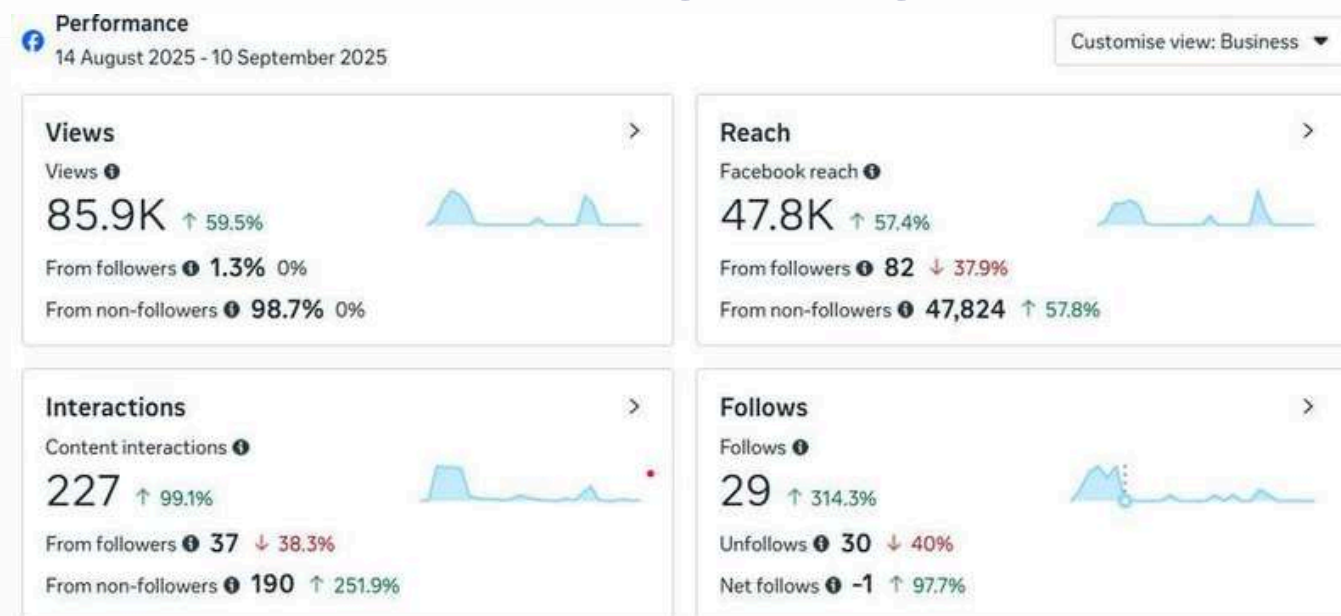 Performance
14 August 2025 - 10 September 2025
Customise view: Business
Views
Views
85.9K ↑ 59.5%
From followers 1.3% 0%
From non-followers 98.7% 0%
Reach
Facebook reach
47.8K ↑ 57.4%
From followers 82 ↓ 37.9%
From non-followers 47,824 ↑ 57.8%
Interactions
Content interactions
227 ↑ 99.1%
From followers 37 ↓ 38.3%
From non-followers 190 ↑ 251.9%
Follows
Follows
29 ↑ 314.3%
Unfollows 30 ↓ 40%
Net follows -1 ↑ 97.7%